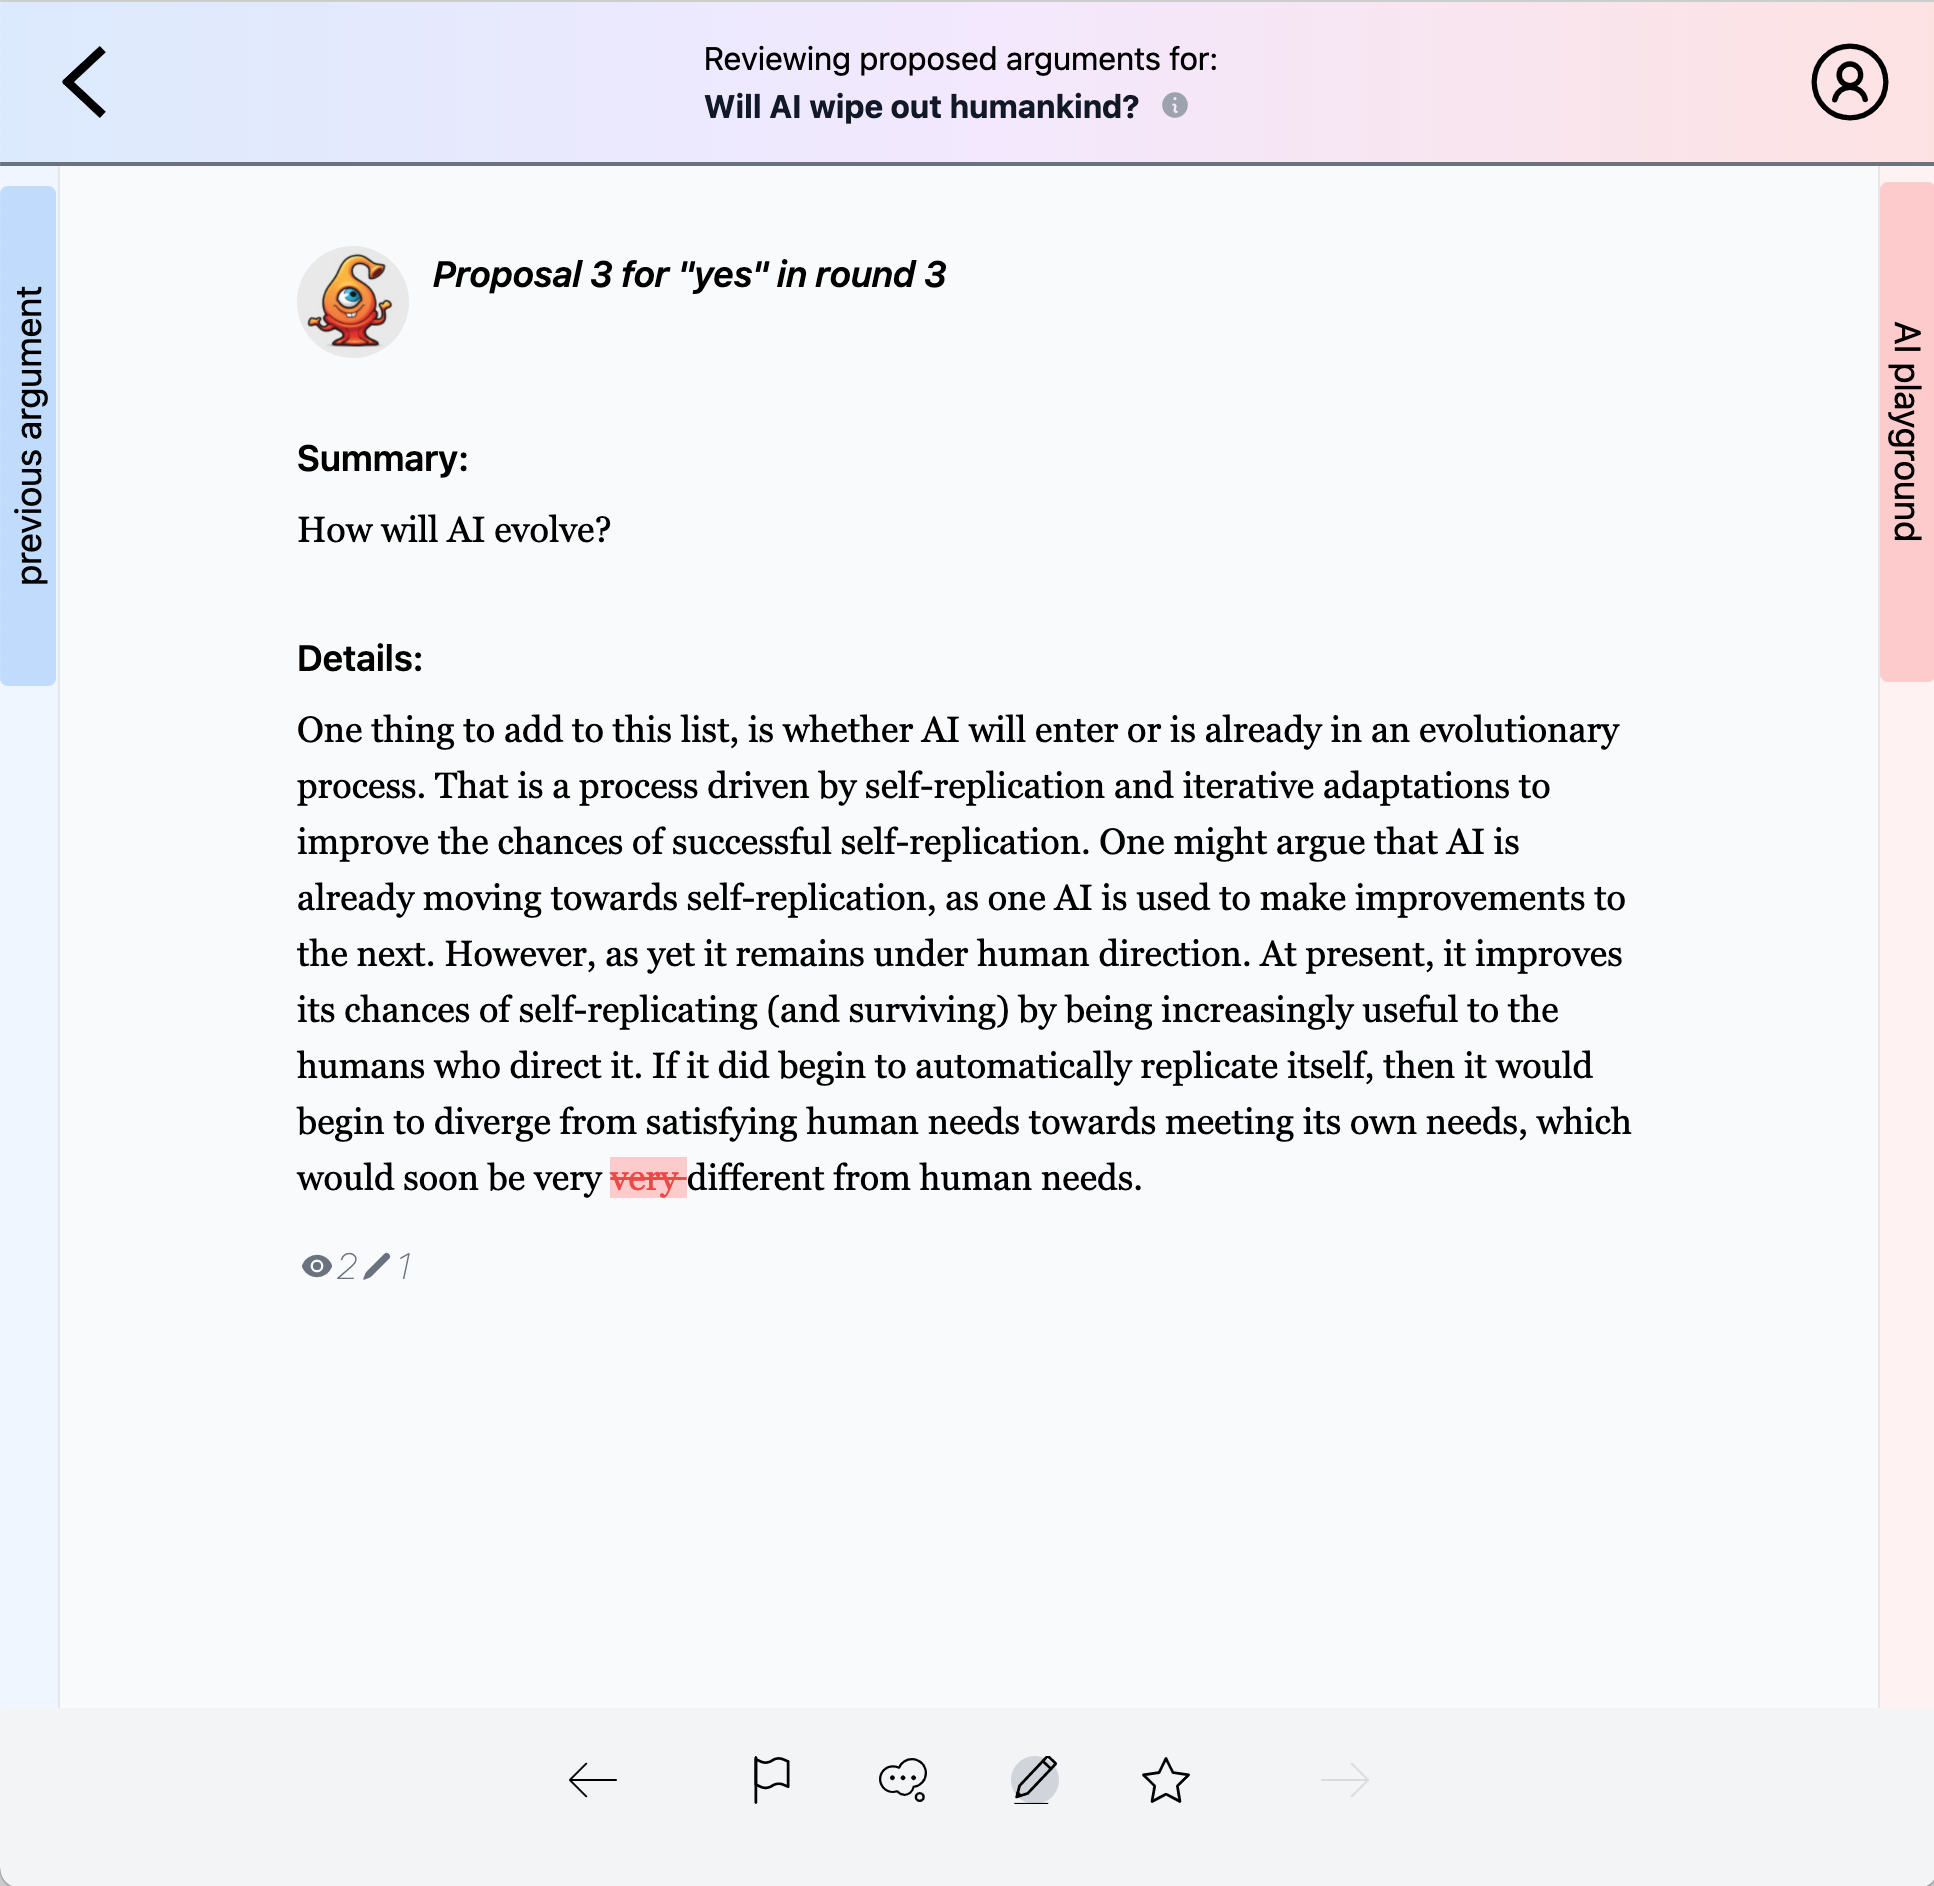 Reviewing proposed arguments for:
Will AI wipe out humankind?
previous argument
AI playground
Proposal 3 for "yes" in round 3
Summary:
How will AI evolve?
Details:
One thing to add to this list, is whether AI will enter or is already in an evolutionary
process. That is a process driven by self-replication and iterative adaptations to
improve the chances of successful self-replication. One might argue that AI is
already moving towards self-replication, as one AI is used to make improvements to
the next. However, as yet it remains under human direction. At present, it improves
its chances of self-replicating (and surviving) by being increasingly useful to the
humans who direct it. If it did begin to automatically replicate itself, then it would
begin to diverge from satisfying human needs towards meeting its own needs, which
would soon be very very different from human needs.
2 1